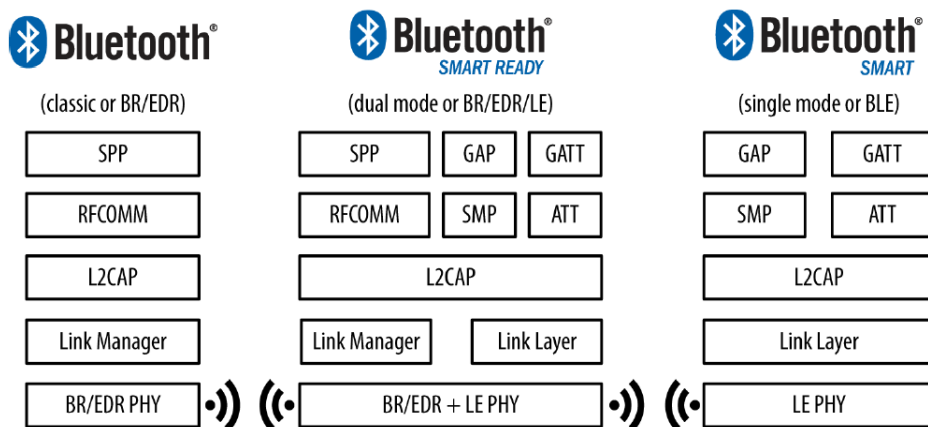 Bluetooth®
(classic or BR/EDR)
SPP
RFCOMM
L2CAP
Link Manager
BR/EDR PHY
Bluetooth®
SMART READY
(dual mode or BR/EDR/LE)
SPP GAP GATT
RFCOMM SMP ATT
L2CAP
Link Manager Link Layer
BR/EDR + LE PHY
Bluetooth®
SMART
(single mode or BLE)
GAP GATT
SMP ATT
L2CAP
Link Layer
LE PHY